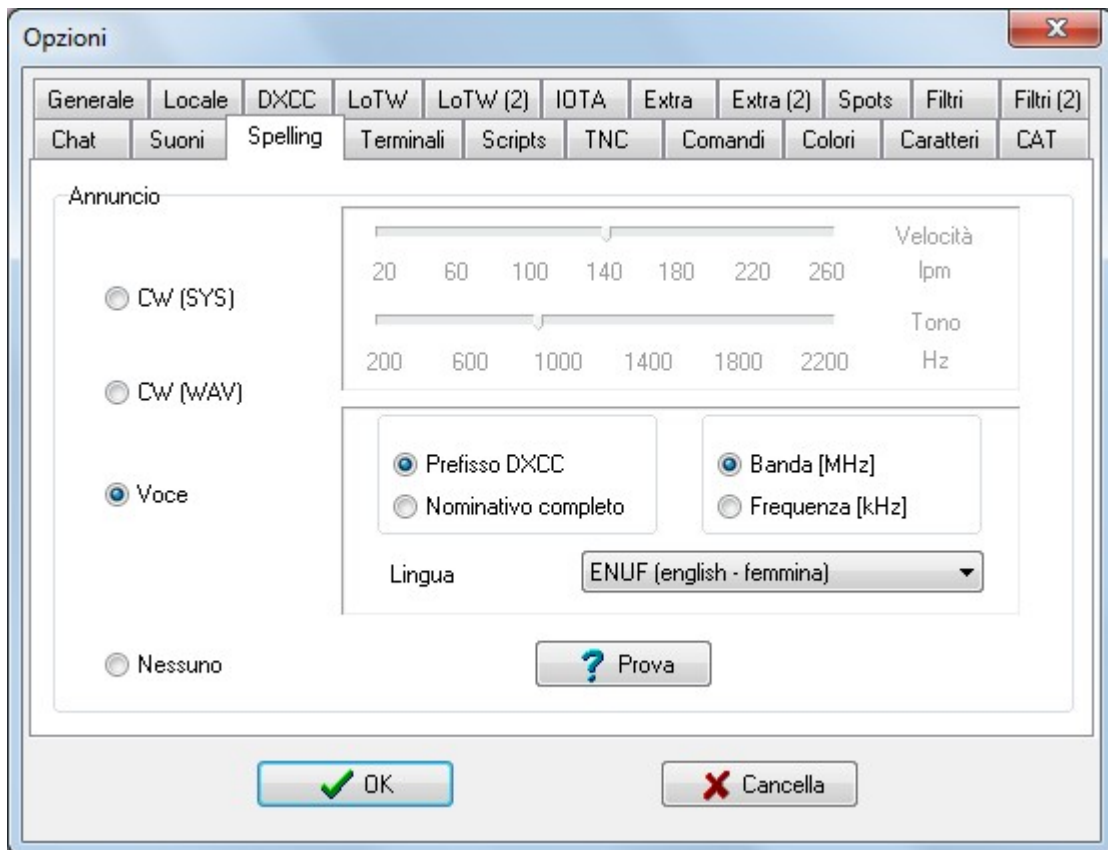 Opzioni
Generale Locale DXCC LoTW LoTW (2) IOTA Extra Extra (2) Spots Filtri Filtri (2)
Chat Suoni Spelling Terminali Scripts TNC Comandi Colori Caratteri CAT
Annuncio
Velocità
20 60 100 140 180 220 260 lpm
CW (SYS)
Tono
200 600 1000 1400 1800 2200 Hz
CW (WAV)
Prefisso DXCC Banda [MHz]
Voce
Nominativo completo Frequenza [kHz]
Lingua ENUF (english - femmina)
Nessuno ? Prova
OK Cancella